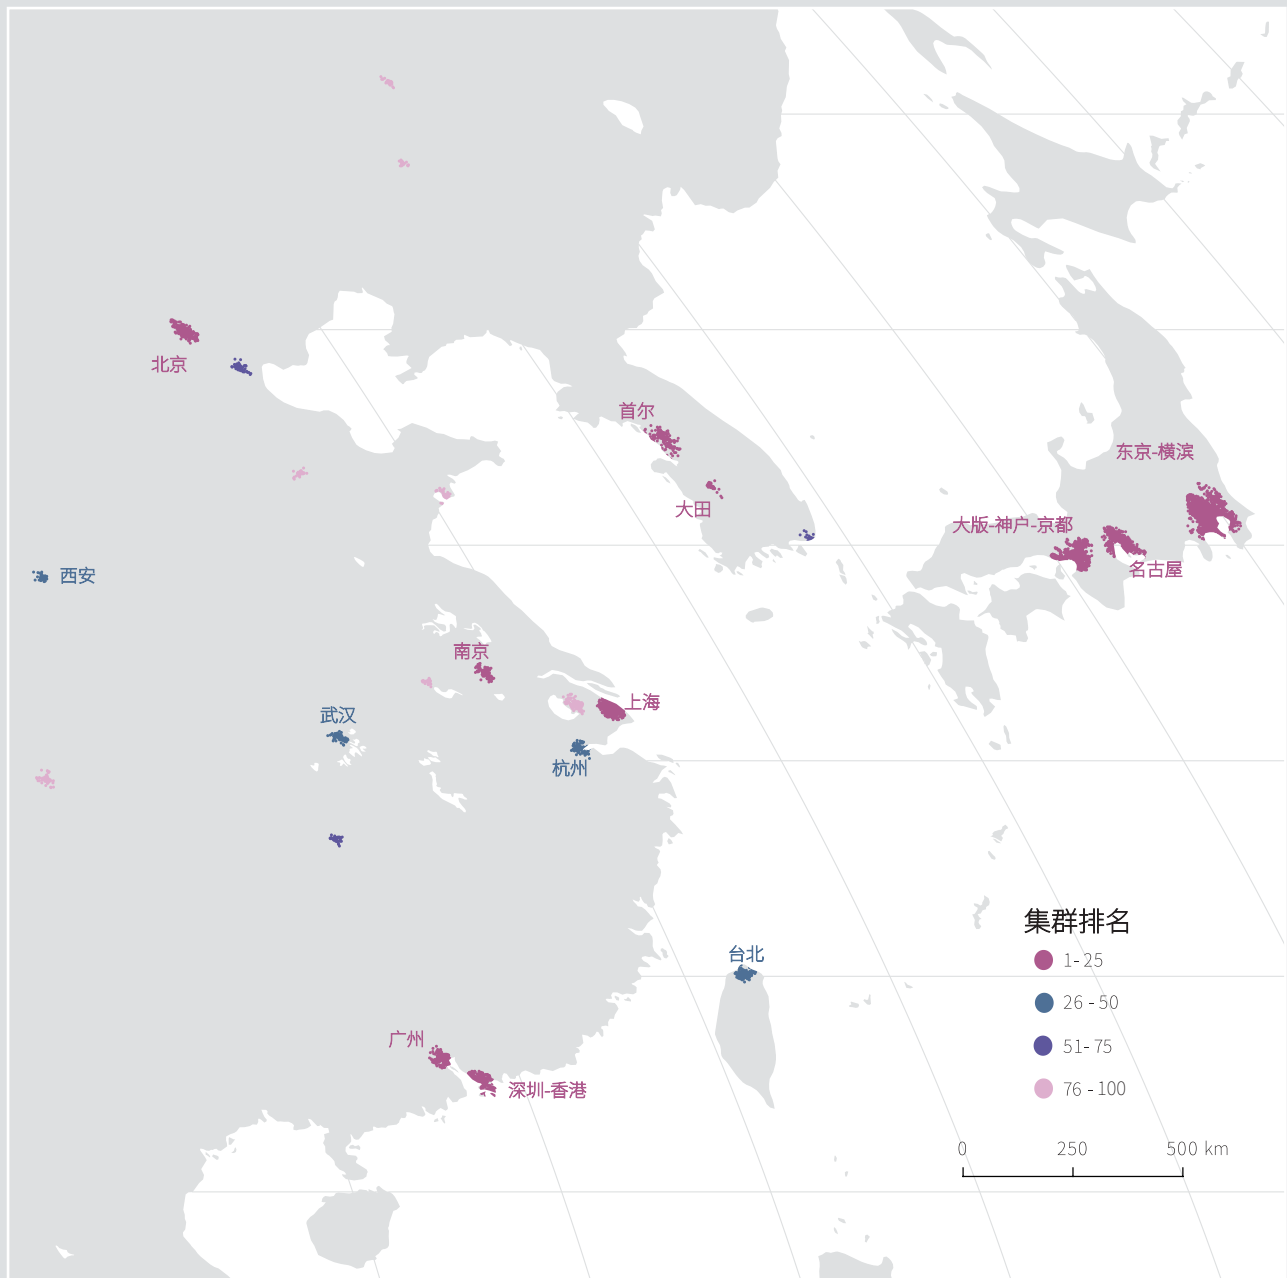 北京
首尔
东京-横滨
大田
大版-神户-京都
名古屋
西安
南京
上海
武汉
杭州
集群排名
台北
1-25
26-50
广州
51-75
深圳-香港
76-100
0 250 500 km